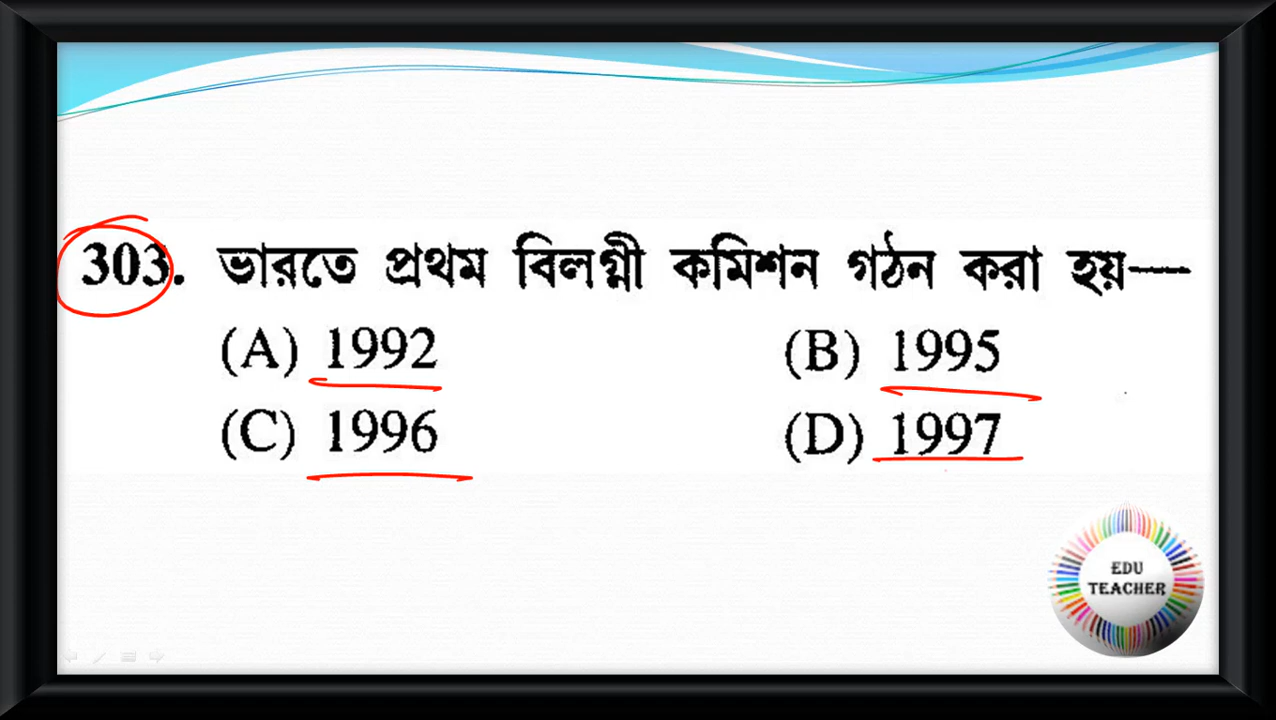 303. ভারতে প্রথম বিলগ্নী কমিশন গঠন করা হয়—
(A) 1992 (B) 1995
(C) 1996 (D) 1997
EDU
TEACHER